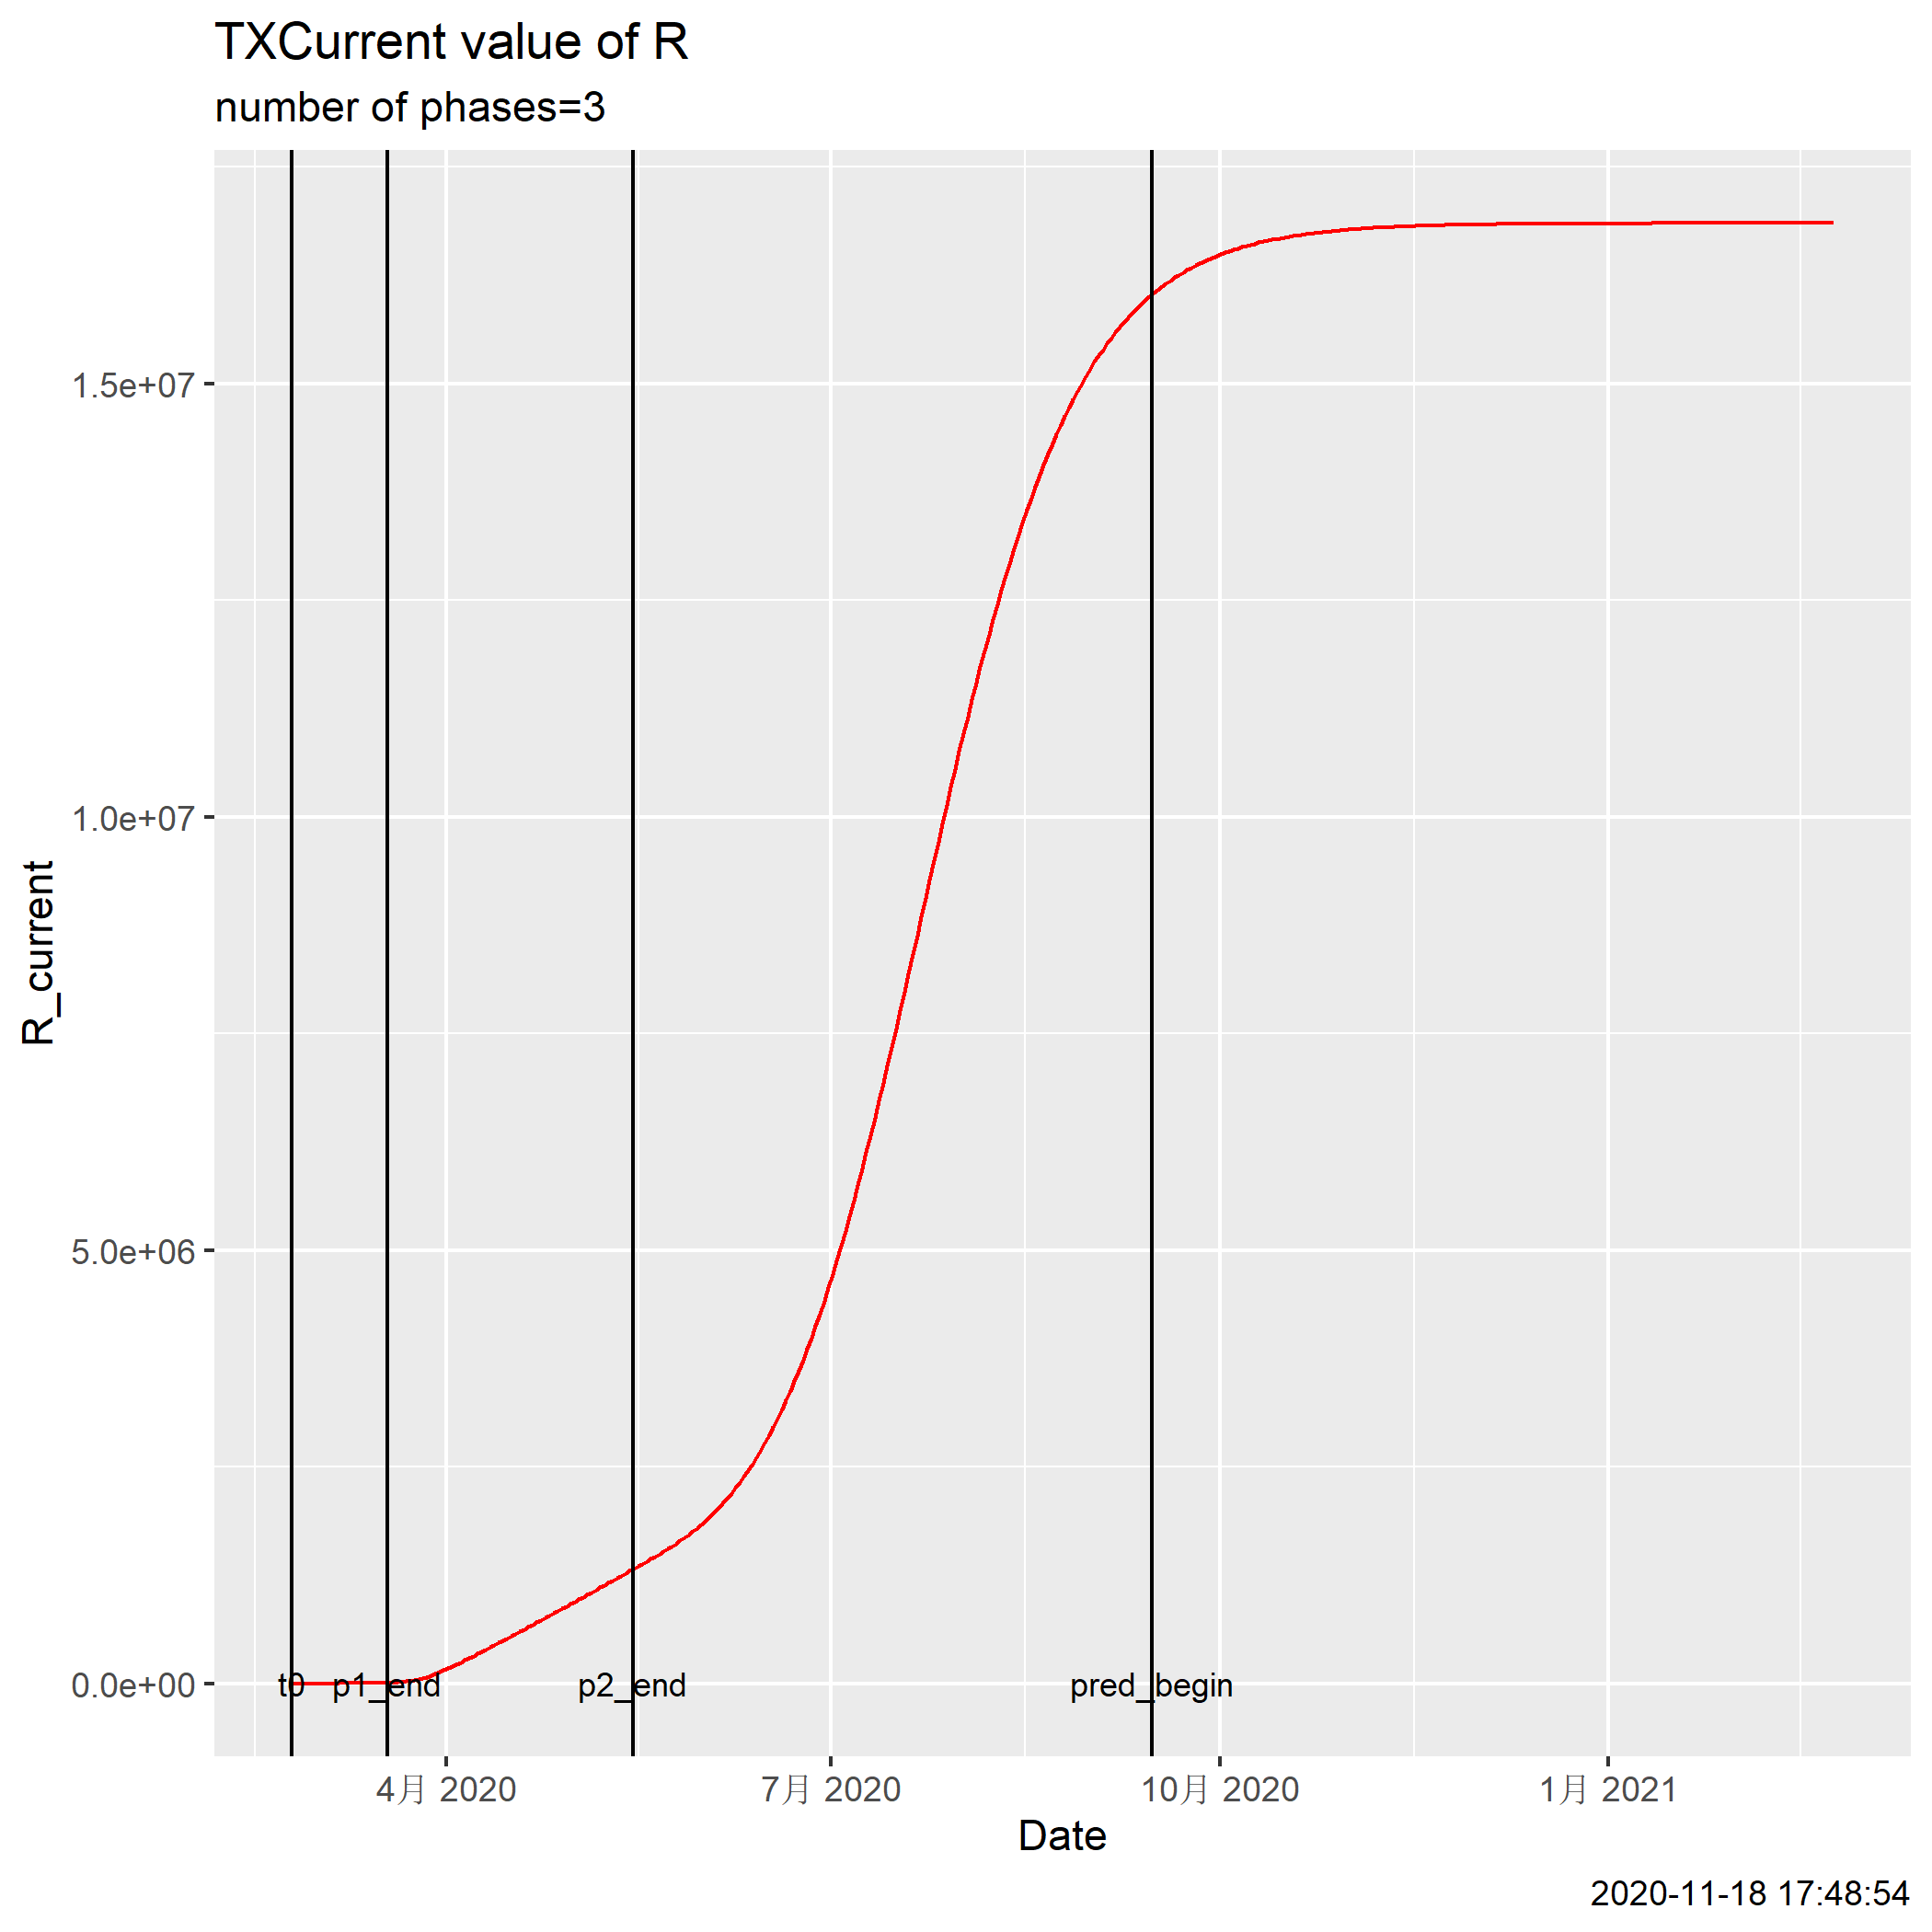 TXCurrent value of R
number of phases=3
R_current
1.5e+07
1.0e+07
5.0e+06
0.0e+00
t0 p1_end p2_end pred_begin
4月 2020 7月 2020 10月 2020 1月 2021
Date
2020-11-18 17:48:54